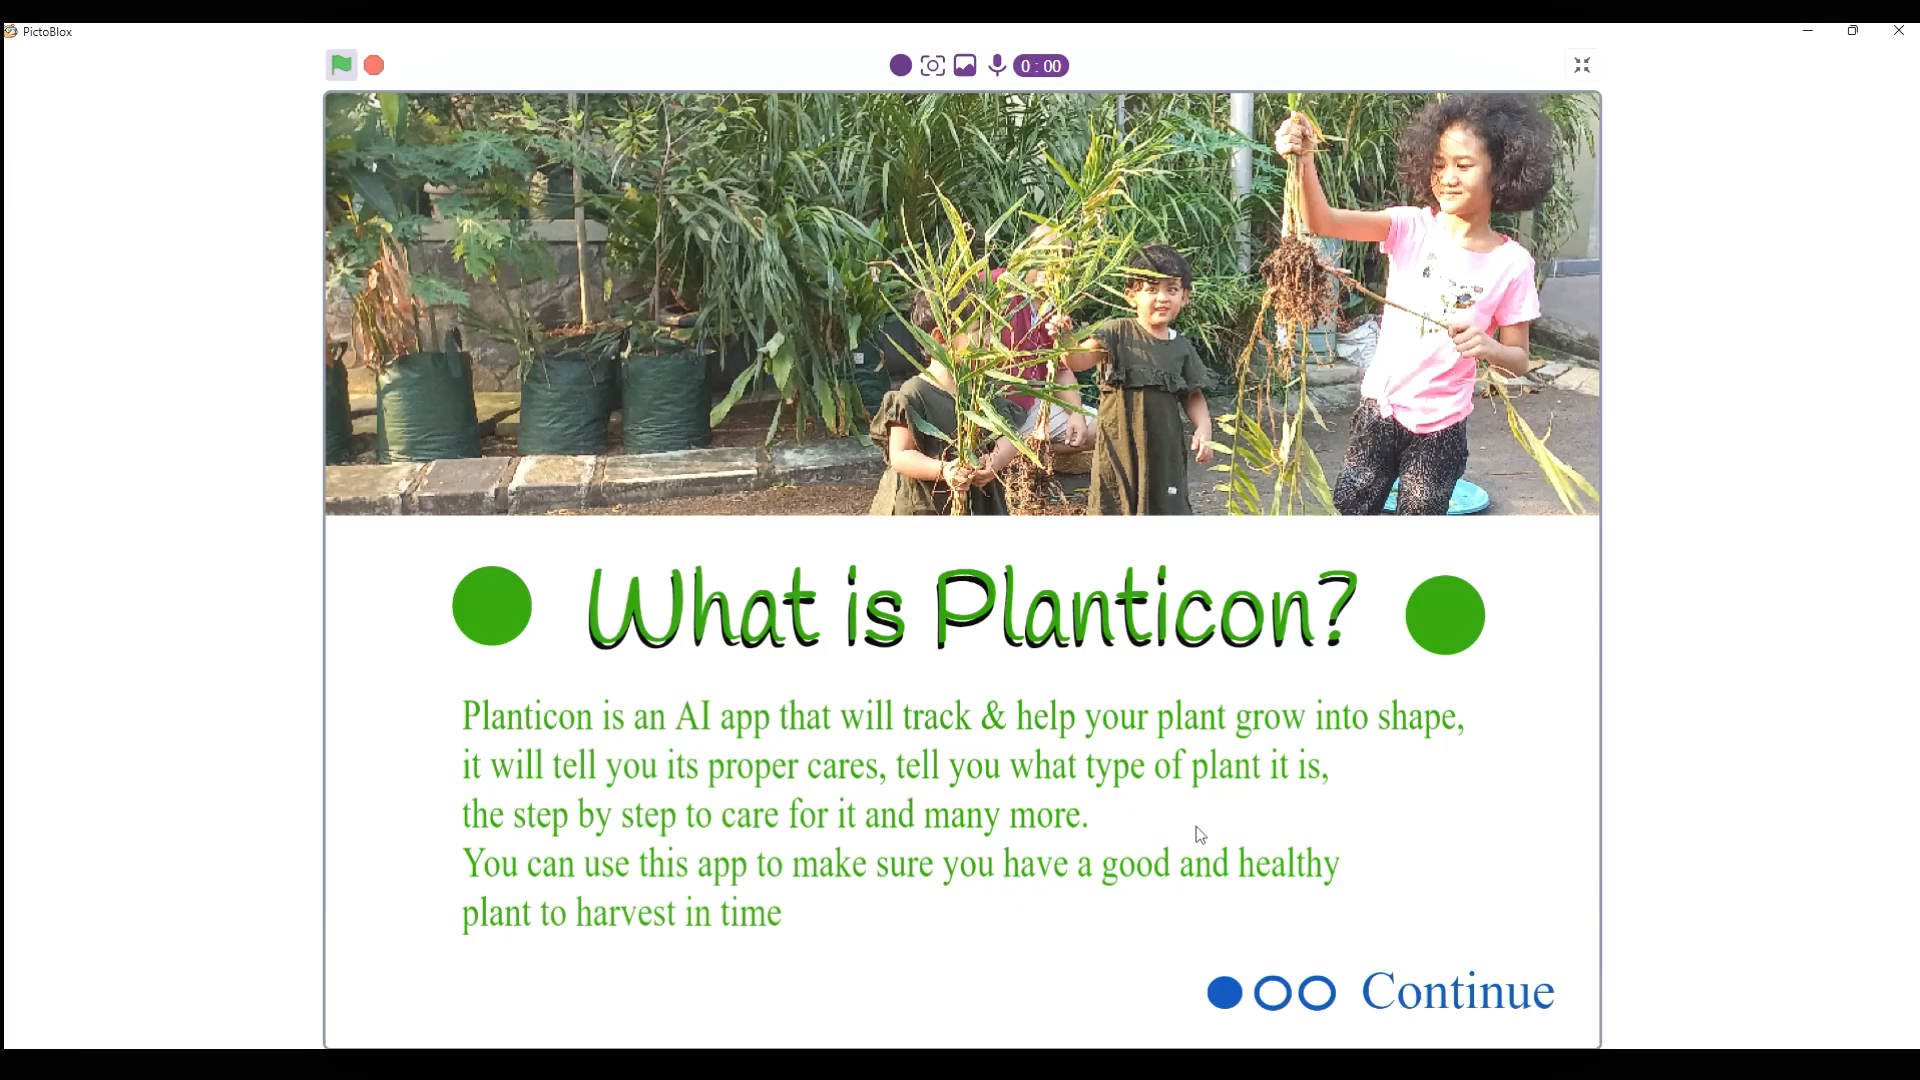 PictoBlox
0 : 00
What is Planticon?
Planticon is an AI app that will track & help your plant grow into shape,
it will tell you its proper cares, tell you what type of plant it is,
the step by step to care for it and many more.
You can use this app to make sure you have a good and healthy
plant to harvest in time
Continue